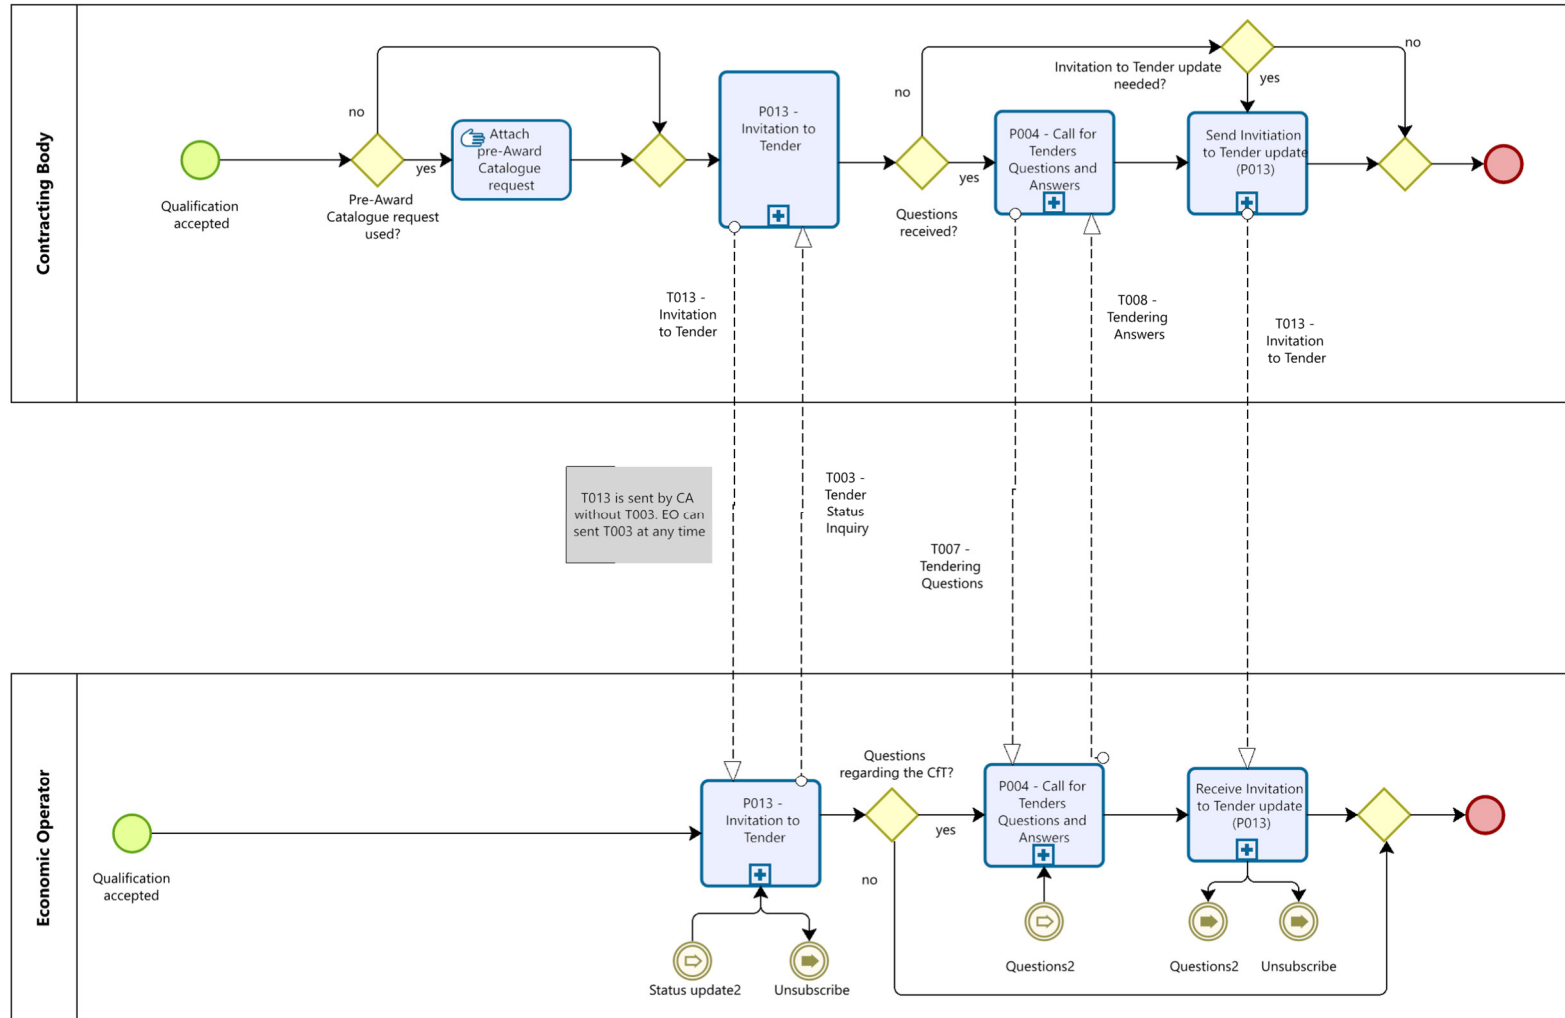 Contracting Body
Qualification
accepted
no
yes
Pre-Award
Catalogue request
used?
Attach
pre-Award
Catalogue
request
P013 -
Invitation to
Tender
no
yes
Questions
received?
Invitation to Tender update
needed?
no
yes
P004 - Call for
Tenders
Questions and
Answers
Send Invitiation
to Tender update
(P013)
T013 -
Invitation
to Tender
T008 -
Tendering
Answers
T013 -
Invitation
to Tender
T013 is sent by CA
without T003. EO can
sent T003 at any time
T003 -
Tender
Status
Inquiry
T007 -
Tendering
Questions
Economic Operator
Qualification
accepted
P013 -
Invitation to
Tender
Questions
regarding the CfT?
yes
no
P004 - Call for
Tenders
Questions and
Answers
Receive Invitation
to Tender update
(P013)
Status update2
Unsubscribe
Questions2
Questions2
Unsubscribe